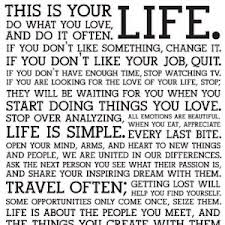 THIS IS YOUR LIFE.
DO WHAT YOU LOVE,
AND DO IT OFTEN.
IF YOU DON'T LIKE SOMETHING, CHANGE IT.
IF YOU DON'T LIKE YOUR JOB, QUIT.
IF YOU DON'T HAVE ENOUGH TIME, STOP WATCHING TV.
IF YOU ARE LOOKING FOR THE LOVE OF YOUR LIFE, STOP;
THEY WILL BE WAITING FOR YOU WHEN YOU
START DOING THINGS YOU LOVE.
STOP OVER ANALYZING,
LIFE IS SIMPLE.
ALL EMOTIONS ARE BEAUTIFUL.
WHEN YOU EAT, APPRECIATE
EVERY LAST BITE.
OPEN YOUR MIND, ARMS, AND HEART TO NEW THINGS
AND PEOPLE, WE ARE UNITED IN OUR DIFFERENCES.
ASK THE NEXT PERSON YOU SEE WHAT THEIR PASSION IS,
AND SHARE YOUR INSPIRING DREAM WITH THEM.
TRAVEL OFTEN;
GETTING LOST WILL
HELP YOU FIND YOURSELF.
SOME OPPORTUNITIES ONLY COME ONCE, SEIZE THEM.
LIFE IS ABOUT THE PEOPLE YOU MEET, AND
THE THINGS YOU CREATE WITH THEM